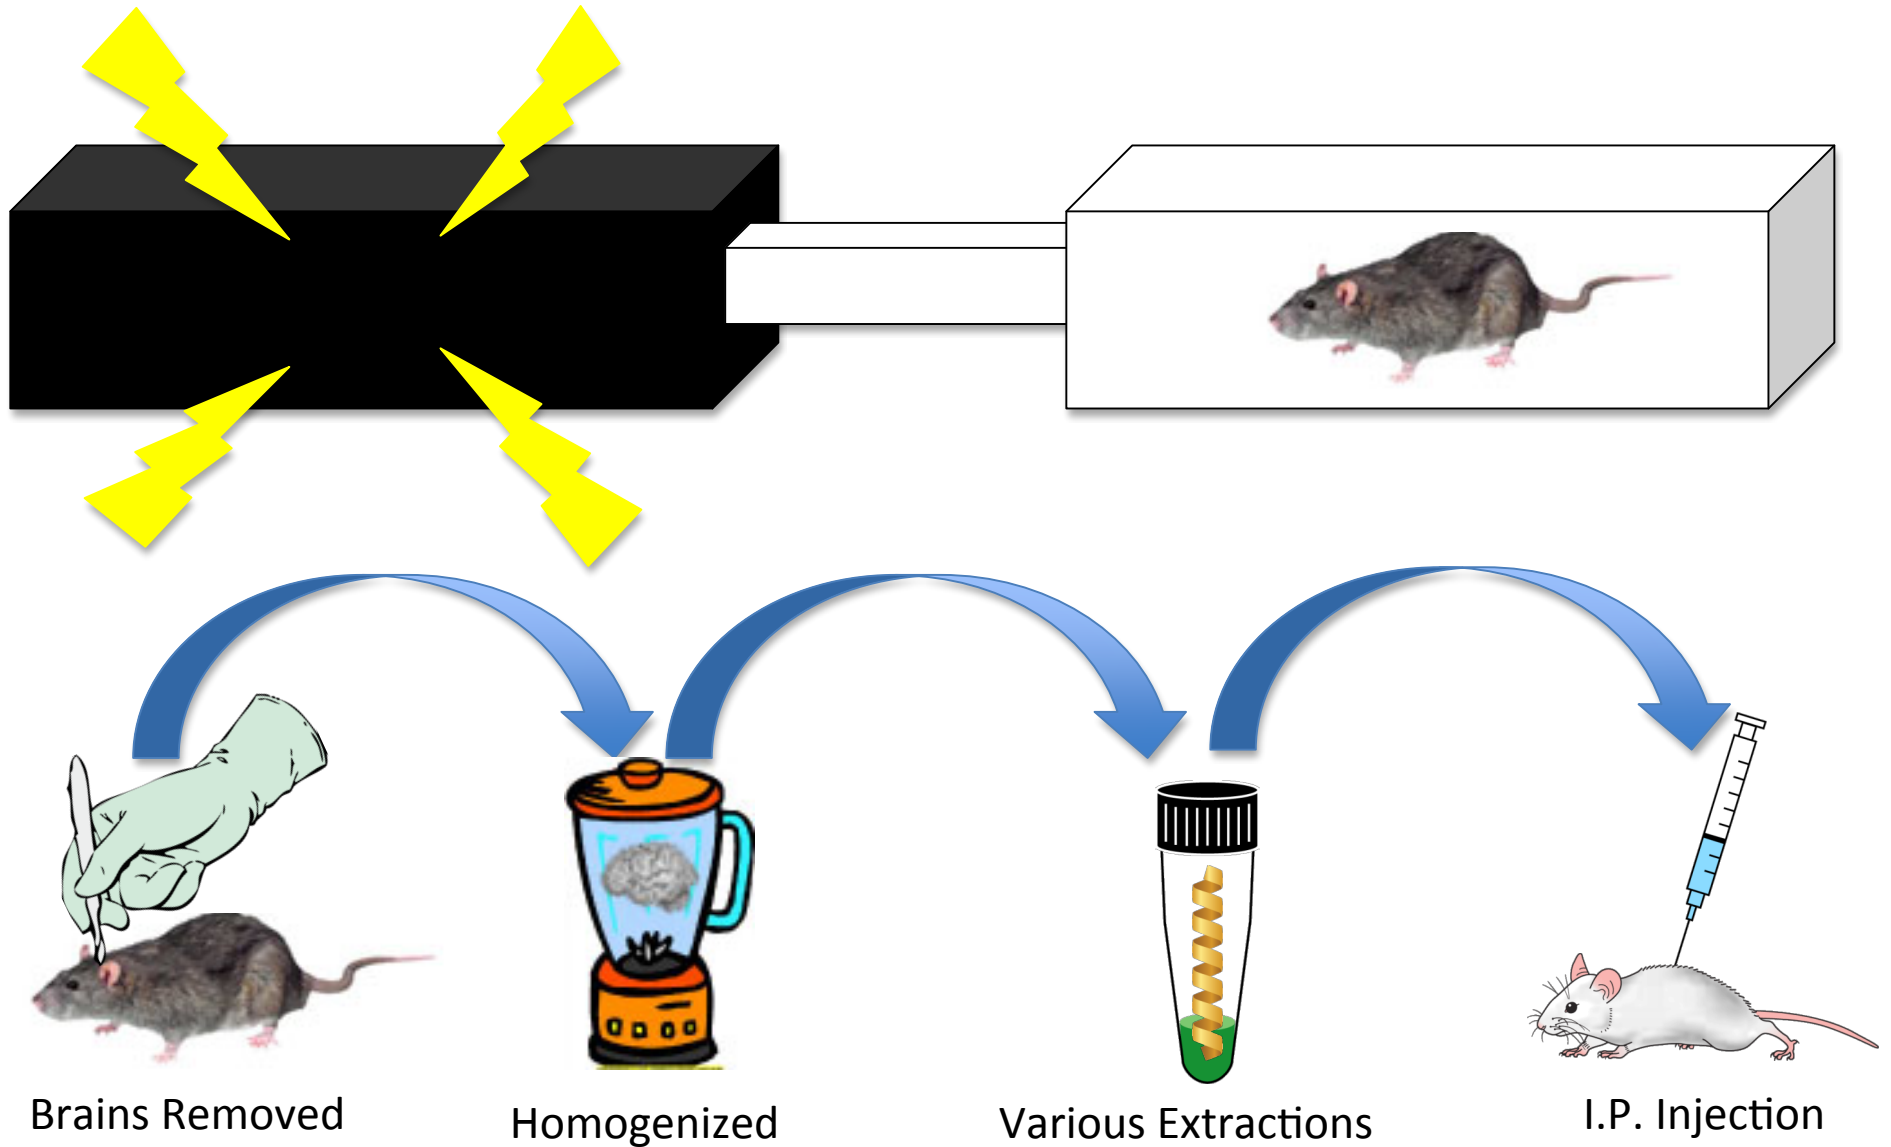 Brains Removed
Homogenized
Various Extractions
I.P. Injection